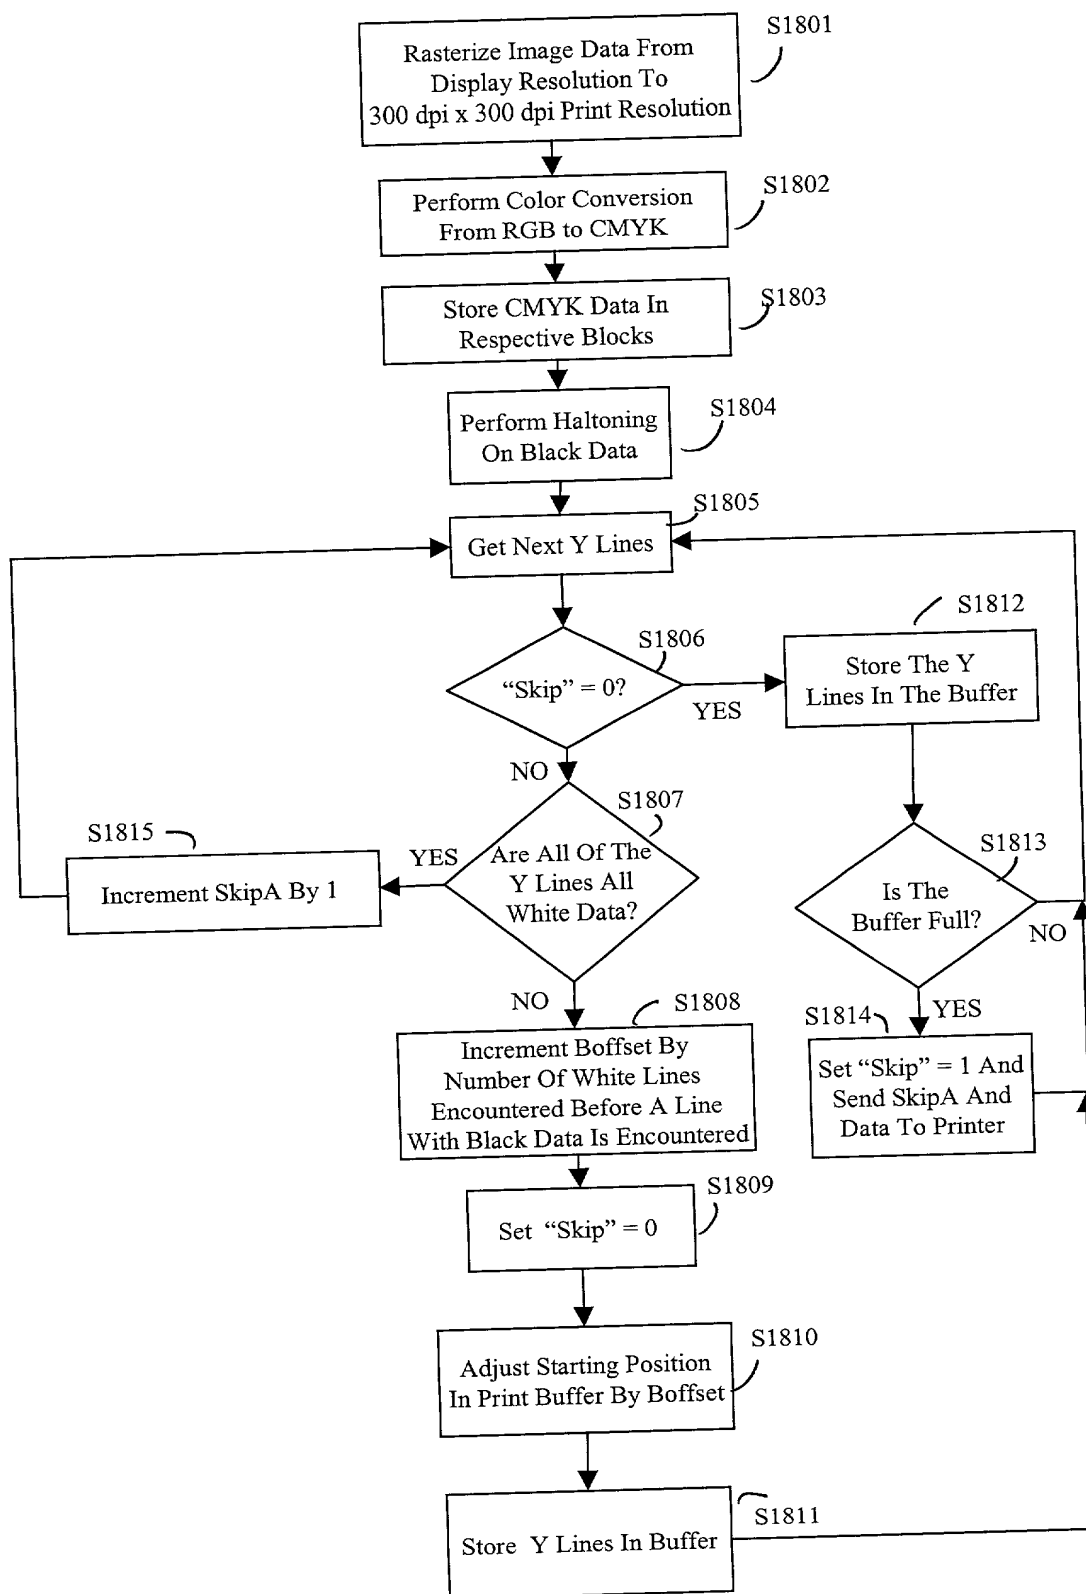 S1801
Rasterize Image Data From
Display Resolution To
300 dpi x 300 dpi Print Resolution
S1802
Perform Color Conversion
From RGB to CMYK
S1803
Store CMYK Data In
Respective Blocks
S1804
Perform Haltoning
On Black Data
S1805
Get Next Y Lines
S1806
“Skip” = 0?
YES
NO
S1812
Store The Y
Lines In The Buffer
S1807
Are All Of The
Y Lines All
White Data?
YES
NO
S1815
Increment SkipA By 1
S1813
Is The
Buffer Full?
NO
YES
S1814
Set “Skip” = 1 And
Send SkipA And
Data To Printer
S1808
Increment Boffset By
Number Of White Lines
Encountered Before A Line
With Black Data Is Encountered
S1809
Set “Skip” = 0
S1810
Adjust Starting Position
In Print Buffer By Boffset
S1811
Store Y Lines In Buffer